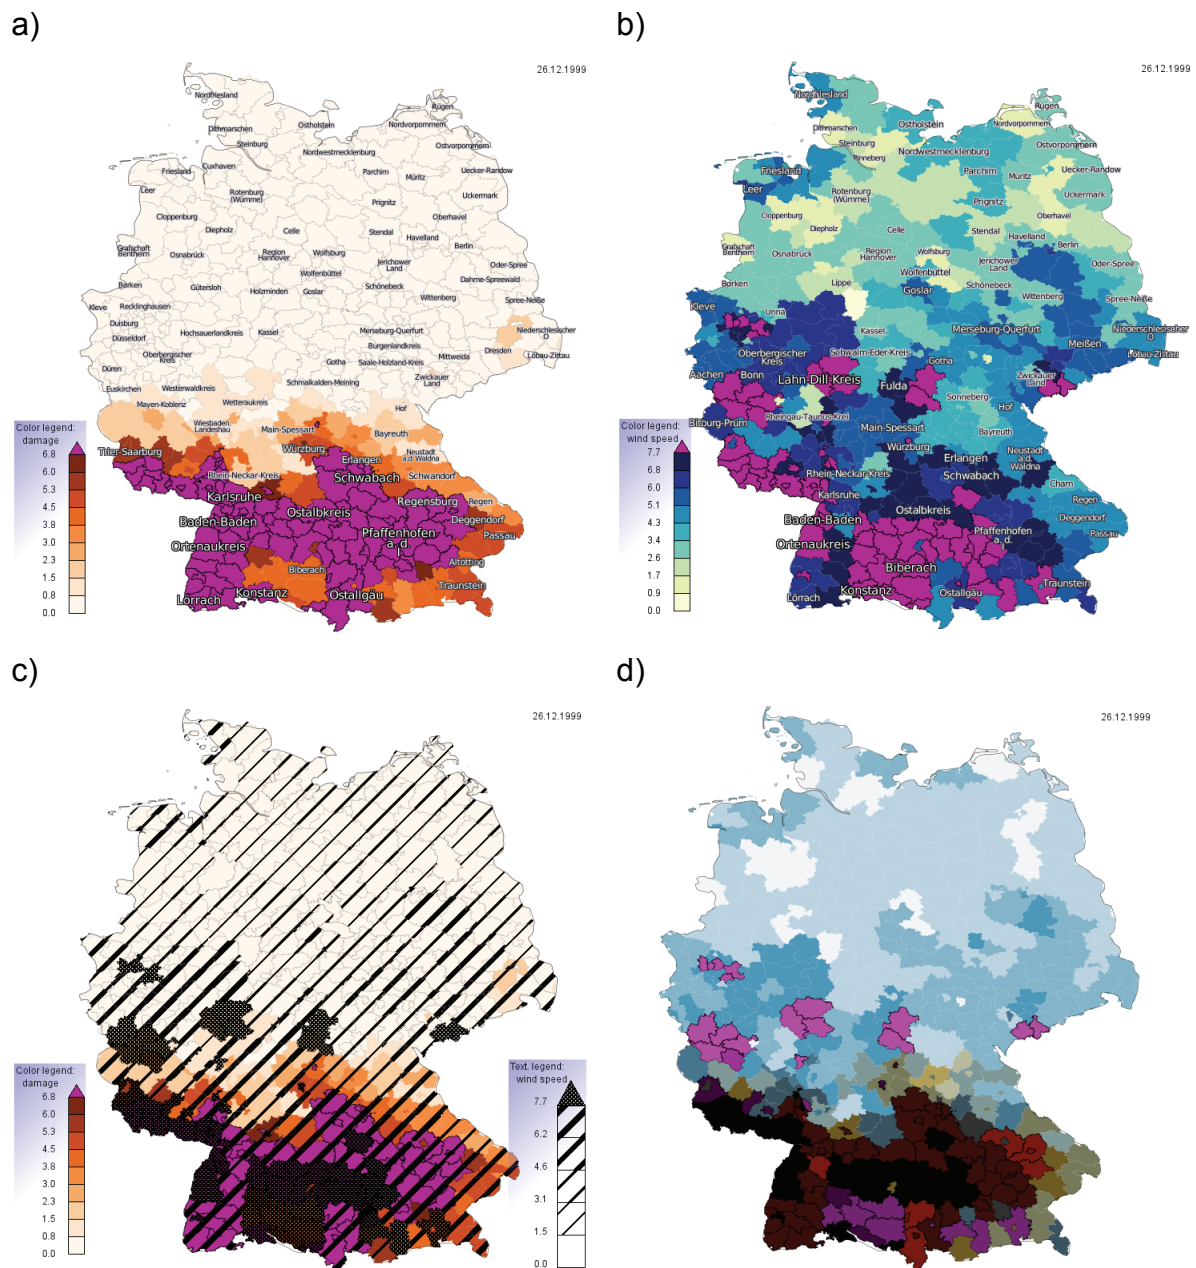 a)
26.12.1999
Nordfriesland
Rügen
Dithmarschen
Ostholstein
Nordvorpommern
Steinburg
Ostvorpommern
Nordwestmecklenburg
Cuxhaven
Friesland
Parchim
Müritz
Uecker-Randow
Leer
Rotenburg
(Wümme)
Prignitz
Uckermark
Cloppenburg
Oberhavel
Diepholz
Celle
Stendal
Havelland
Berlin
Grafschaft
Bentheim
Osnabrück
Region
Hannover
Wolfsburg
Jerichower
Land
Oder-Spree
Wolfenbüttel
Borken
Gütersloh
Holzminden
Goslar
Schönebeck
Dahme-Spreewald
Wittenberg
Spree-Neiße
Kleve
Recklinghausen
Duisburg
Düsseldorf
Hochsauerlandkreis
Kassel
Merseburg-Querfurt
Niederschlesischer
O
Burgenlandkreis
Oberbergischer
Kreis
Gotha
Saale-Holzland-Kreis
Mittweida
Dresden
Löbau-Zittau
Düren
Zwickauer
Land
Euskirchen
Westerwaldkreis
Schmalkalden-Meining
Mayen-Koblenz
Wetteraukreis
Hof
Wiesbaden,
Landeshau
Main-Spessart
Bayreuth
Trier-Saarburg
Würzburg
Erlangen
Neustadt
a.d. Waldna
Rhein-Neckar-Kreis
Schwabach
Schwandorf
Karlsruhe
Regensburg
Regen
Baden-Baden
Ostalbkreis
Deggendorf
Pfaffenhofen
a. d.
I
Passau
Ortenaukreis
Biberach
Altötting
Traunstein
Lörrach
Konstanz
Ostallgäu
Color legend:
damage
6.8
6.0
5.3
4.5
3.8
3.0
2.3
1.5
0.8
0.0
b)
26.12.1999
Nordfriesland
Rügen
Dithmarschen
Ostholstein
Nordvorpommern
Steinburg
Pinneberg
Ostvorpommern
Nordwestmecklenburg
Friesland
Parchim
Müritz
Uecker-Randow
Leer
Rotenburg
(Wümme)
Prignitz
Uckermark
Cloppenburg
Oberhavel
Diepholz
Celle
Stendal
Havelland
Berlin
Grafschaft
Bentheim
Osnabrück
Region
Hannover
Wolfsburg
Jerichower
Land
Oder-Spree
Wolfenbüttel
Borken
Lippe
Goslar
Schönebeck
Wittenberg
Spree-Neiße
Kleve
Unna
Kassel
Merseburg-Querfurt
Niederschlesischer
O
Meißen
Löbau-Zittau
Oberbergischer
Kreis
Schwalm-Eder-Kreis
Gotha
Aachen
Bonn
Lahn-Dill-Kreis
Fulda
Zwickauer
Land
Sonneberg
Bitburg-Prüm
Rheingau-Taunus-Krei
Hof
Main-Spessart
Bayreuth
Würzburg
Erlangen
Neustadt
a.d.
Waldna
Rhein-Neckar-Kreis
Schwabach
Cham
Karlsruhe
Regen
Ostalbkreis
Baden-Baden
Deggendorf
Pfaffenhofen
a. d.
I
Passau
Ortenaukreis
Biberach
Traunstein
Lörrach
Konstanz
Ostallgäu
Color legend:
wind speed
7.7
6.9
6.0
5.1
4.3
3.4
2.6
1.7
0.9
0.0
c)
26.12.1999
Color legend:
damage
6.8
6.0
5.3
4.5
3.8
3.0
2.3
1.5
0.8
0.0
Text. legend:
wind speed
7.7
6.2
4.6
3.1
1.5
0.0
d)
26.12.1999